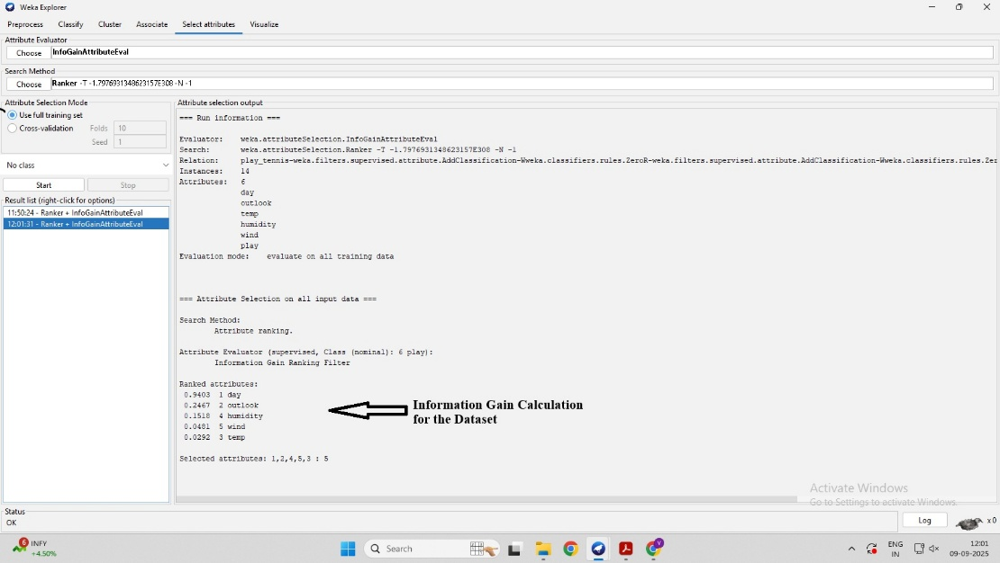 Weka Explorer
Preprocess Classify Cluster Associate Select attributes Visualize
Attribute Evaluator
Choose InfoGainAttributeEval
Search Method
Choose Ranker -T -1.7976931348623157E308 -N -1
Attribute Selection Mode
Use full training set
Cross-validation Folds 10
Seed 1
No class
Start Stop
Result list (right-click for options)
11:50:24 - Ranker + InfoGainAttributeEval
12:01:31 - Ranker + InfoGainAttributeEval
Attribute selection output
=== Run information ===
Evaluator: weka.attributeSelection.InfoGainAttributeEval
Search: weka.attributeSelection.Ranker -T -1.7976931348623157E308 -N -1
Relation: play_tennis-weka.filters.supervised.attribute.AddClassification-Wweka.classifiers.rules.ZeroR-weka.filters.supervised.attribute.AddClassification-Wweka.classifiers.rules.Zer
Instances: 14
Attributes: 6
day
outlook
temp
humidity
wind
play
Evaluation mode: evaluate on all training data
=== Attribute Selection on all input data ===
Search Method:
Attribute ranking.
Attribute Evaluator (supervised, Class (nominal): 6 play):
Information Gain Ranking Filter
Ranked attributes:
0.9403 1 day
0.2467 2 outlook
0.1518 4 humidity
0.0481 5 wind
0.0292 3 temp
Selected attributes: 1,2,4,5,3 : 5
Information Gain Calculation
for the Dataset
Activate Windows
Go to Settings to activate Windows.
Status
OK
Log x 0
6 INFY
+4.50%
Search
V
ENG
IN
12:01
09-09-2025